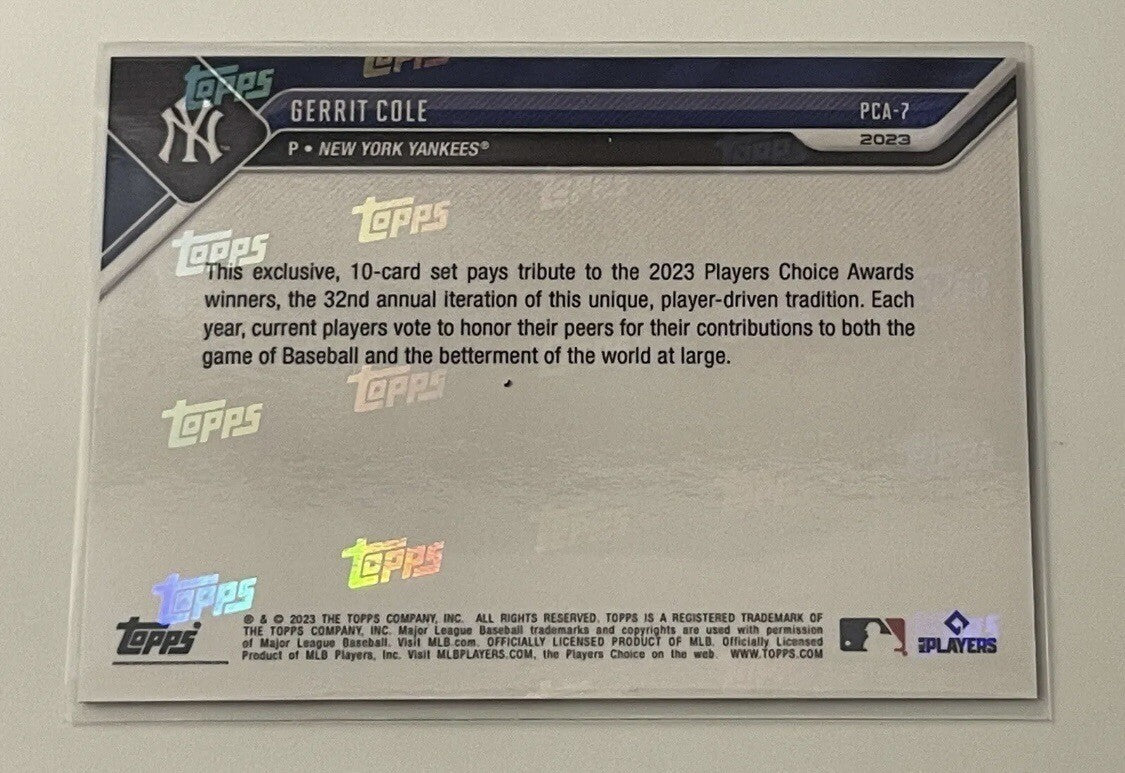 Topps
Topps
NY
GERRIT COLE
PCA-7
P • NEW YORK YANKEES®
2023
Topps
Topps
Topps
This exclusive, 10-card set pays tribute to the 2023 Players Choice Awards
winners, the 32nd annual iteration of this unique, player-driven tradition. Each
year, current players vote to honor their peers for their contributions to both the
game of Baseball and the betterment of the world at large.
Topps
Topps
Topps
Topps
Topps
® & © 2023 THE TOPPS COMPANY, INC. ALL RIGHTS RESERVED. TOPPS IS A REGISTERED TRADEMARK OF
THE TOPPS COMPANY, INC. Major League Baseball trademarks and copyrights are used with permission
of Major League Baseball. Visit MLB.com. OFFICIALLY LICENSED PRODUCT OF MLB. Officially Licensed
Product of MLB Players, Inc. Visit MLBPLAYERS.COM, the Players Choice on the web. WWW.TOPPS.COM
MLB PLAYERS